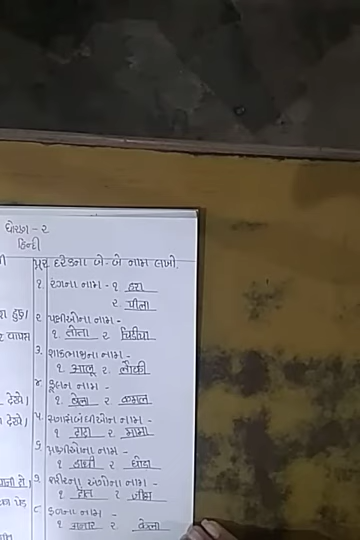 ધોરણ - ૨
હિન્દી
પ્ર૨ દરેકના બે-બે નામ લખો.
૧. રંગના નામ - ૧ हरा
૨. पीला
૨ પક્ષીઓના નામ -
૧. तोता ૨ चिडीया
૩. શાકભાજીના નામ -
૧. आलू ૨. लौकी
૪ ફૂલના નામ -
૧. बेला ૨. कमल
૫. સગાસંબંધીઓના નામ -
૧. दादा ૨ मामा
૬. પ્રાણીઓના નામ -
૧ हाथी ૨ घोडा
૭. શરીરના અંગોના નામ -
૧ दांत ૨ जीभ
૮ ફળના નામ -
૧ अनार ૨ केला
देखो।
देखो।